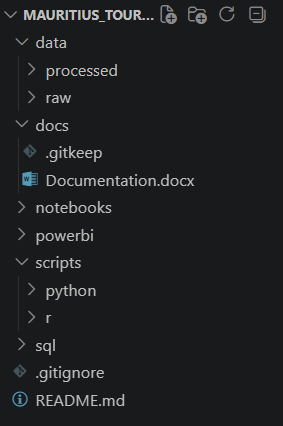 MAURITIUS_TOUR...
data
processed
raw
docs
.gitkeep
Documentation.docx
notebooks
powerbi
scripts
python
r
sql
.gitignore
README.md